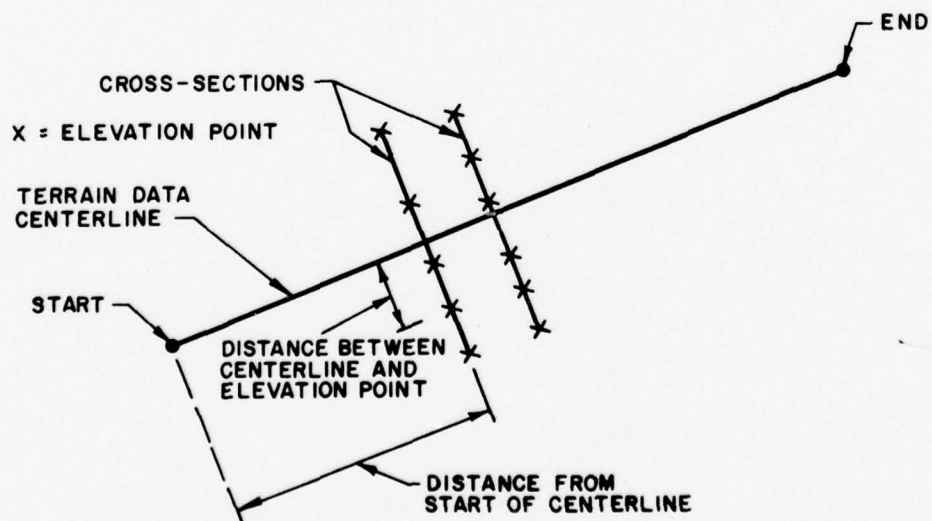 END
CROSS-SECTIONS
X = ELEVATION POINT
TERRAIN DATA
CENTERLINE
START
DISTANCE BETWEEN
CENTERLINE AND
ELEVATION POINT
DISTANCE FROM
START OF CENTERLINE